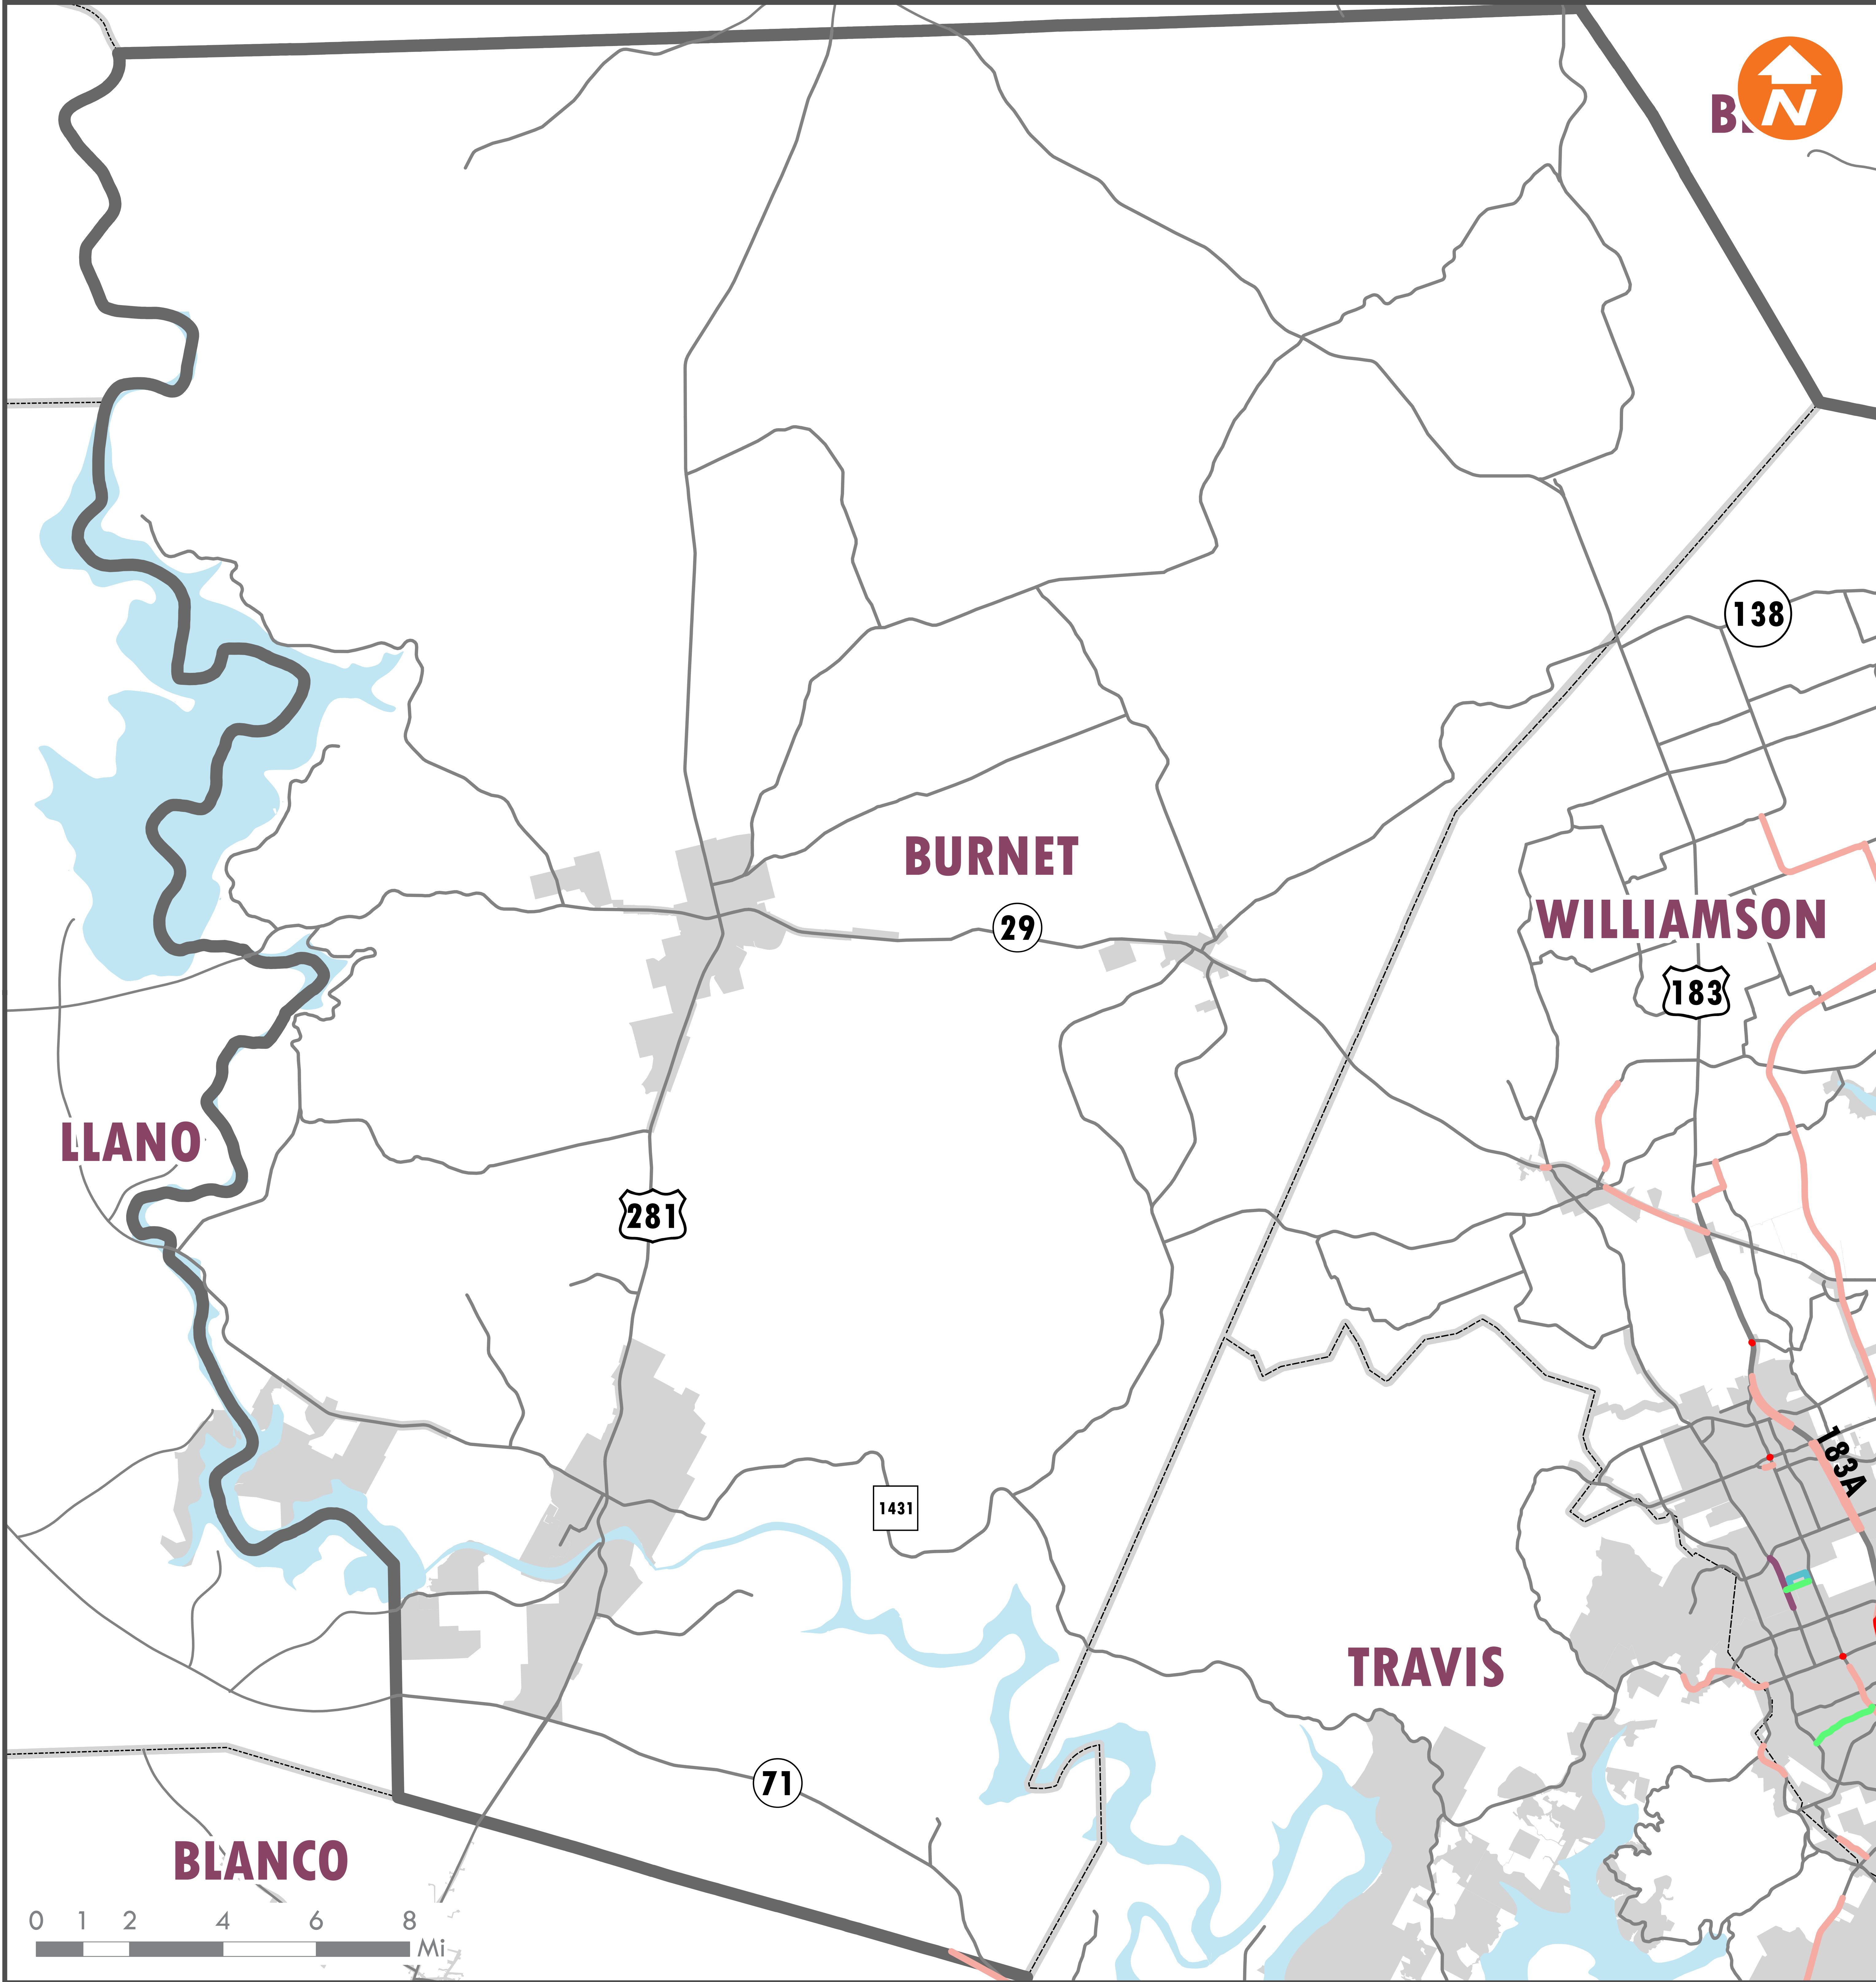 N
138
BURNET
29
WILLIAMSON
183
LLANO
281
183A
1431
TRAVIS
71
BLANCO
0 1 2 4 6 8
Mi